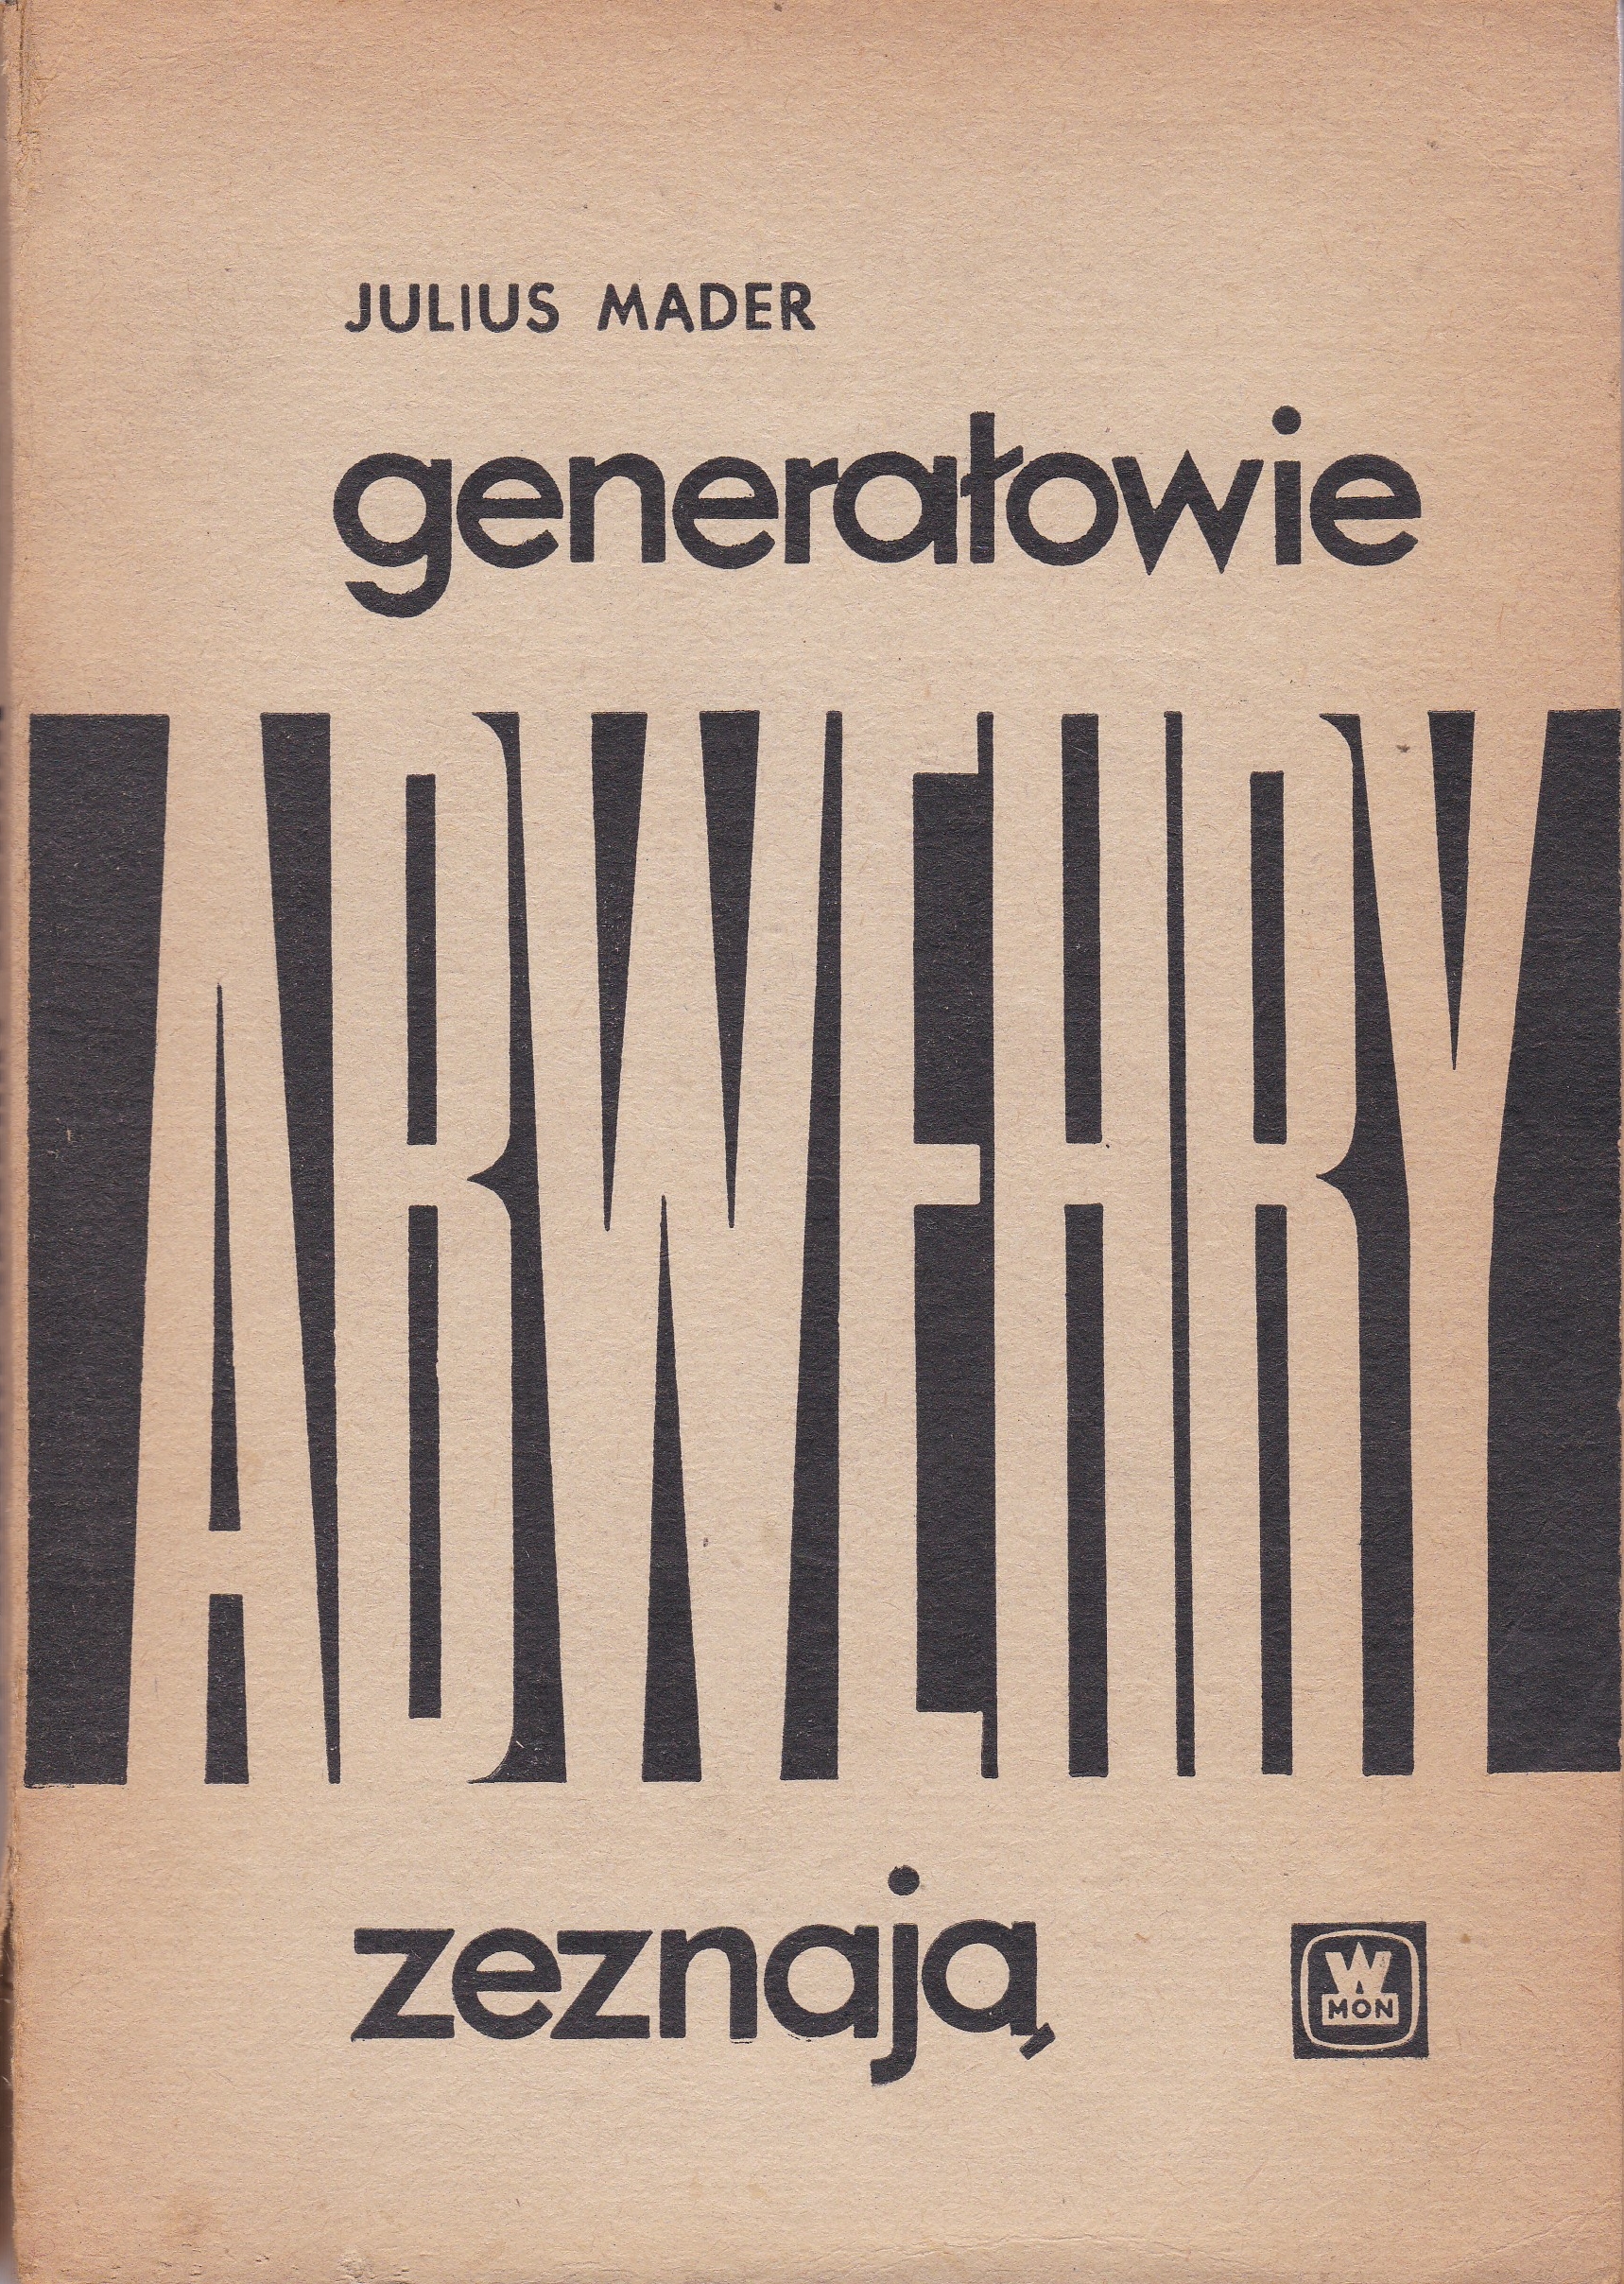 JULIUS MADER
generałowie
ABWEHRY
zeznają
W
MON